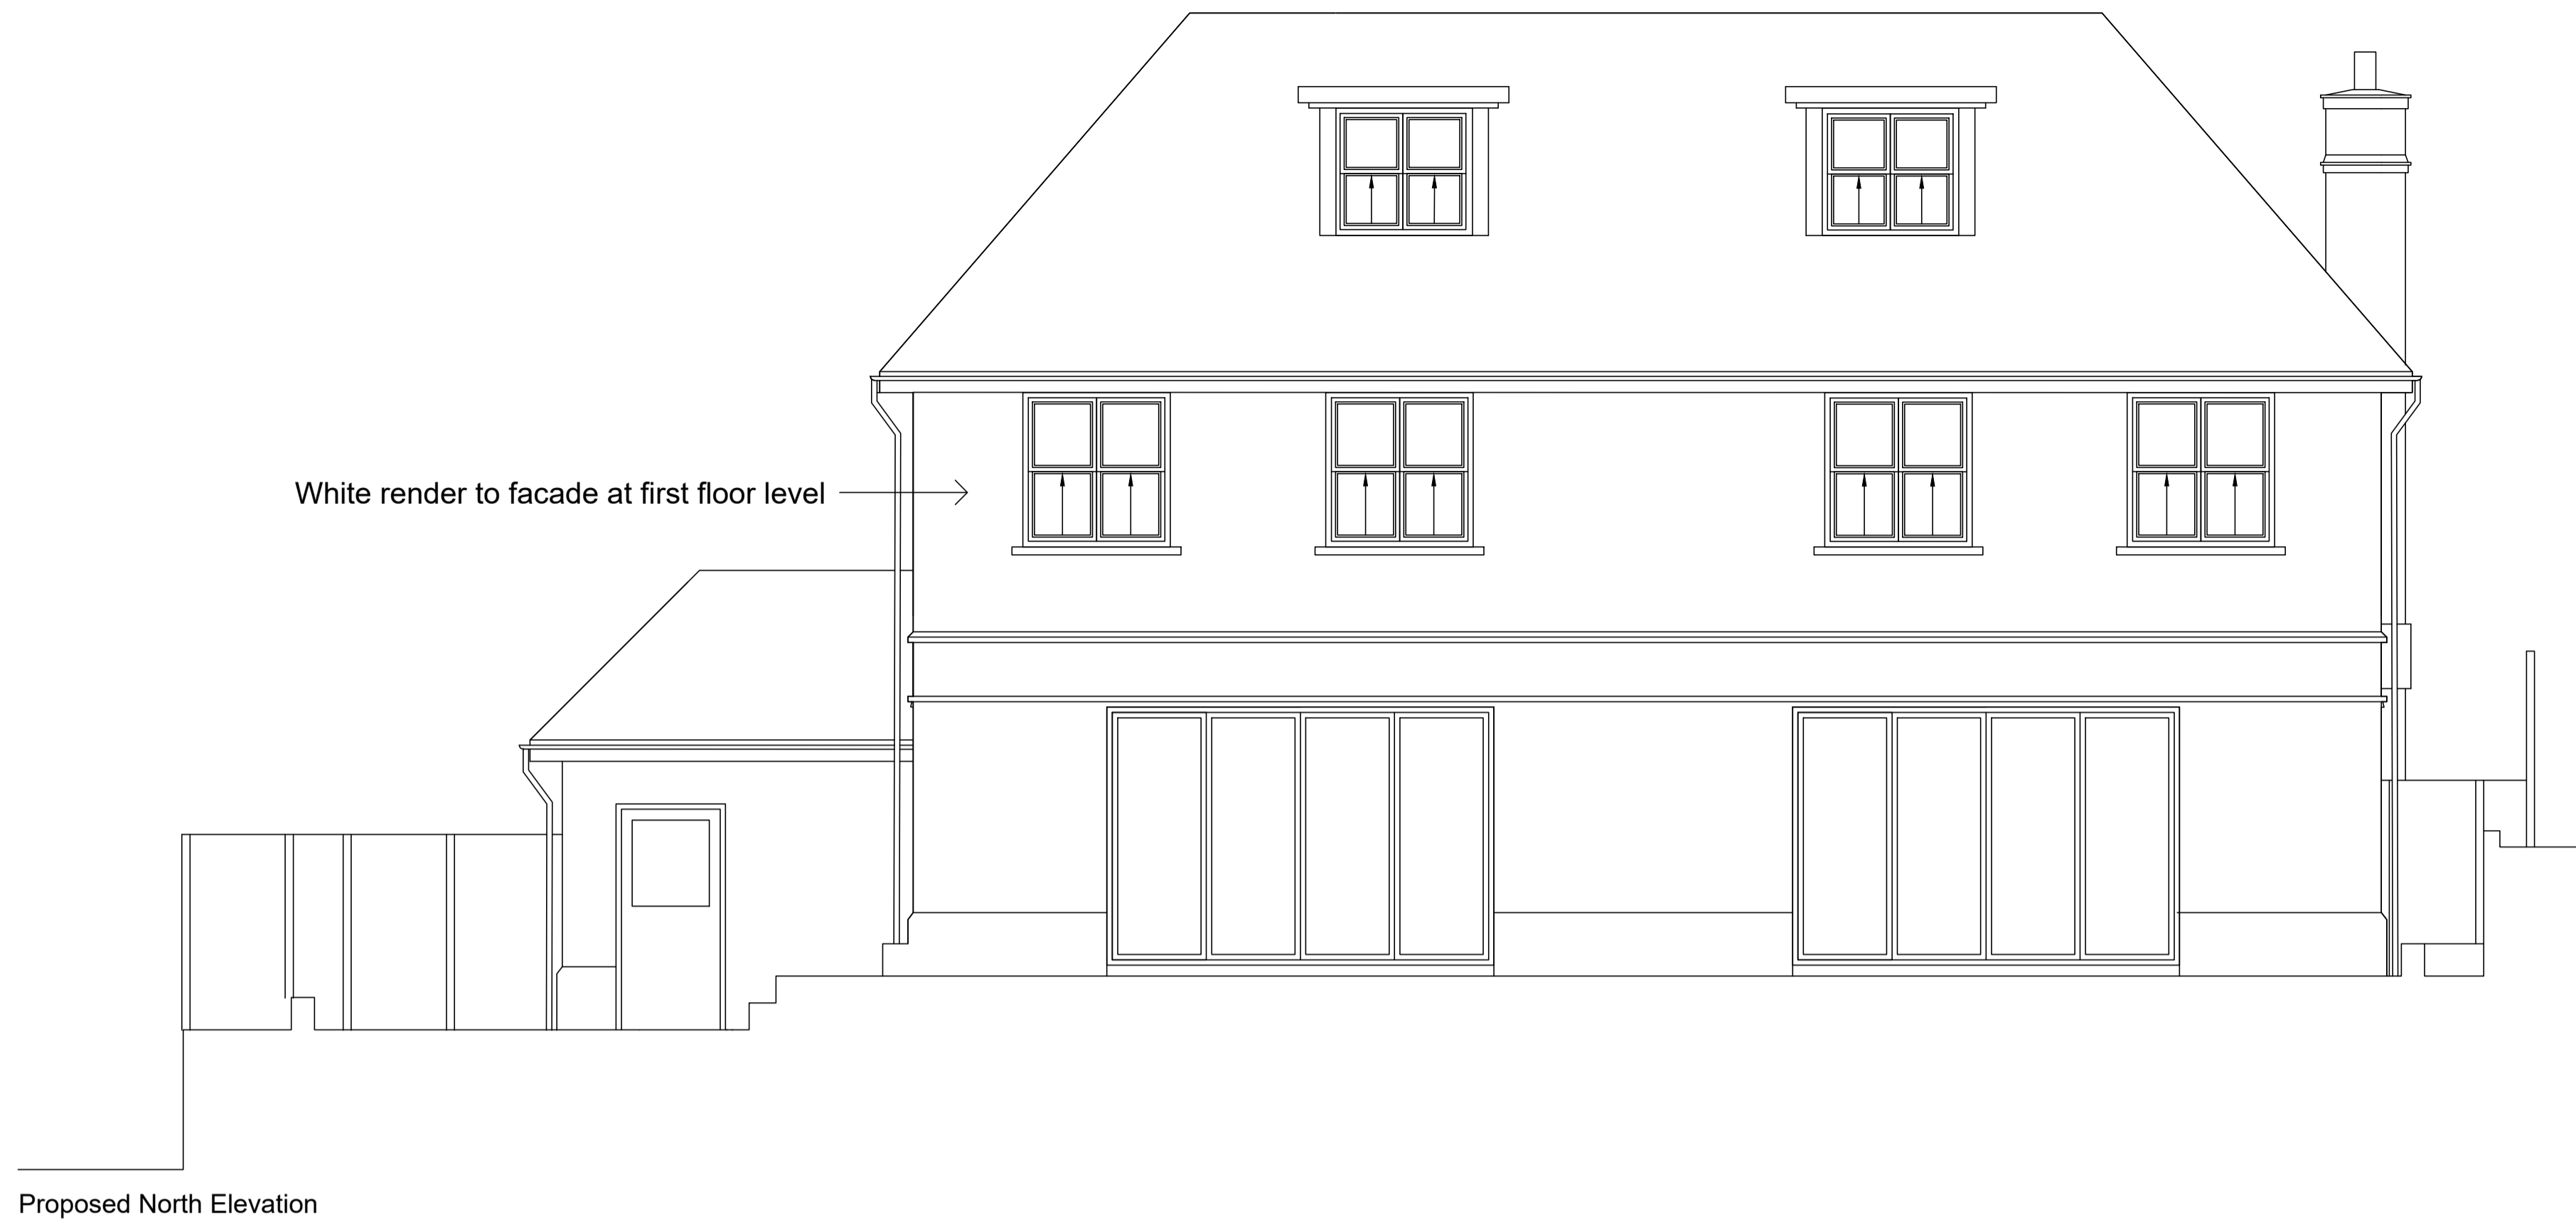 White render to facade at first floor level
Proposed North Elevation